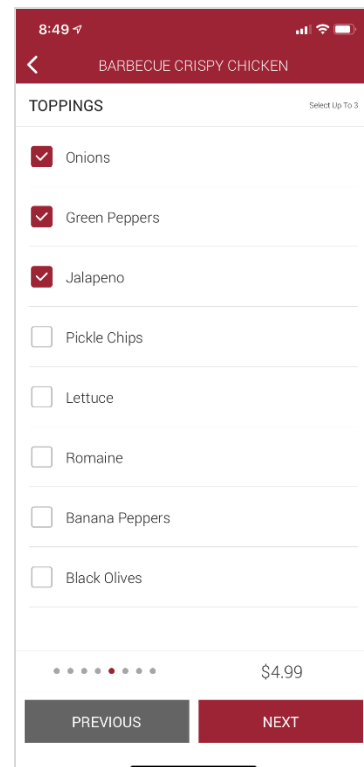 8:49
BARBECUE CRISPY CHICKEN
TOPPINGS Select Up To 3
Onions
Green Peppers
Jalapeno
Pickle Chips
Lettuce
Romaine
Banana Peppers
Black Olives
$4.99
PREVIOUS NEXT